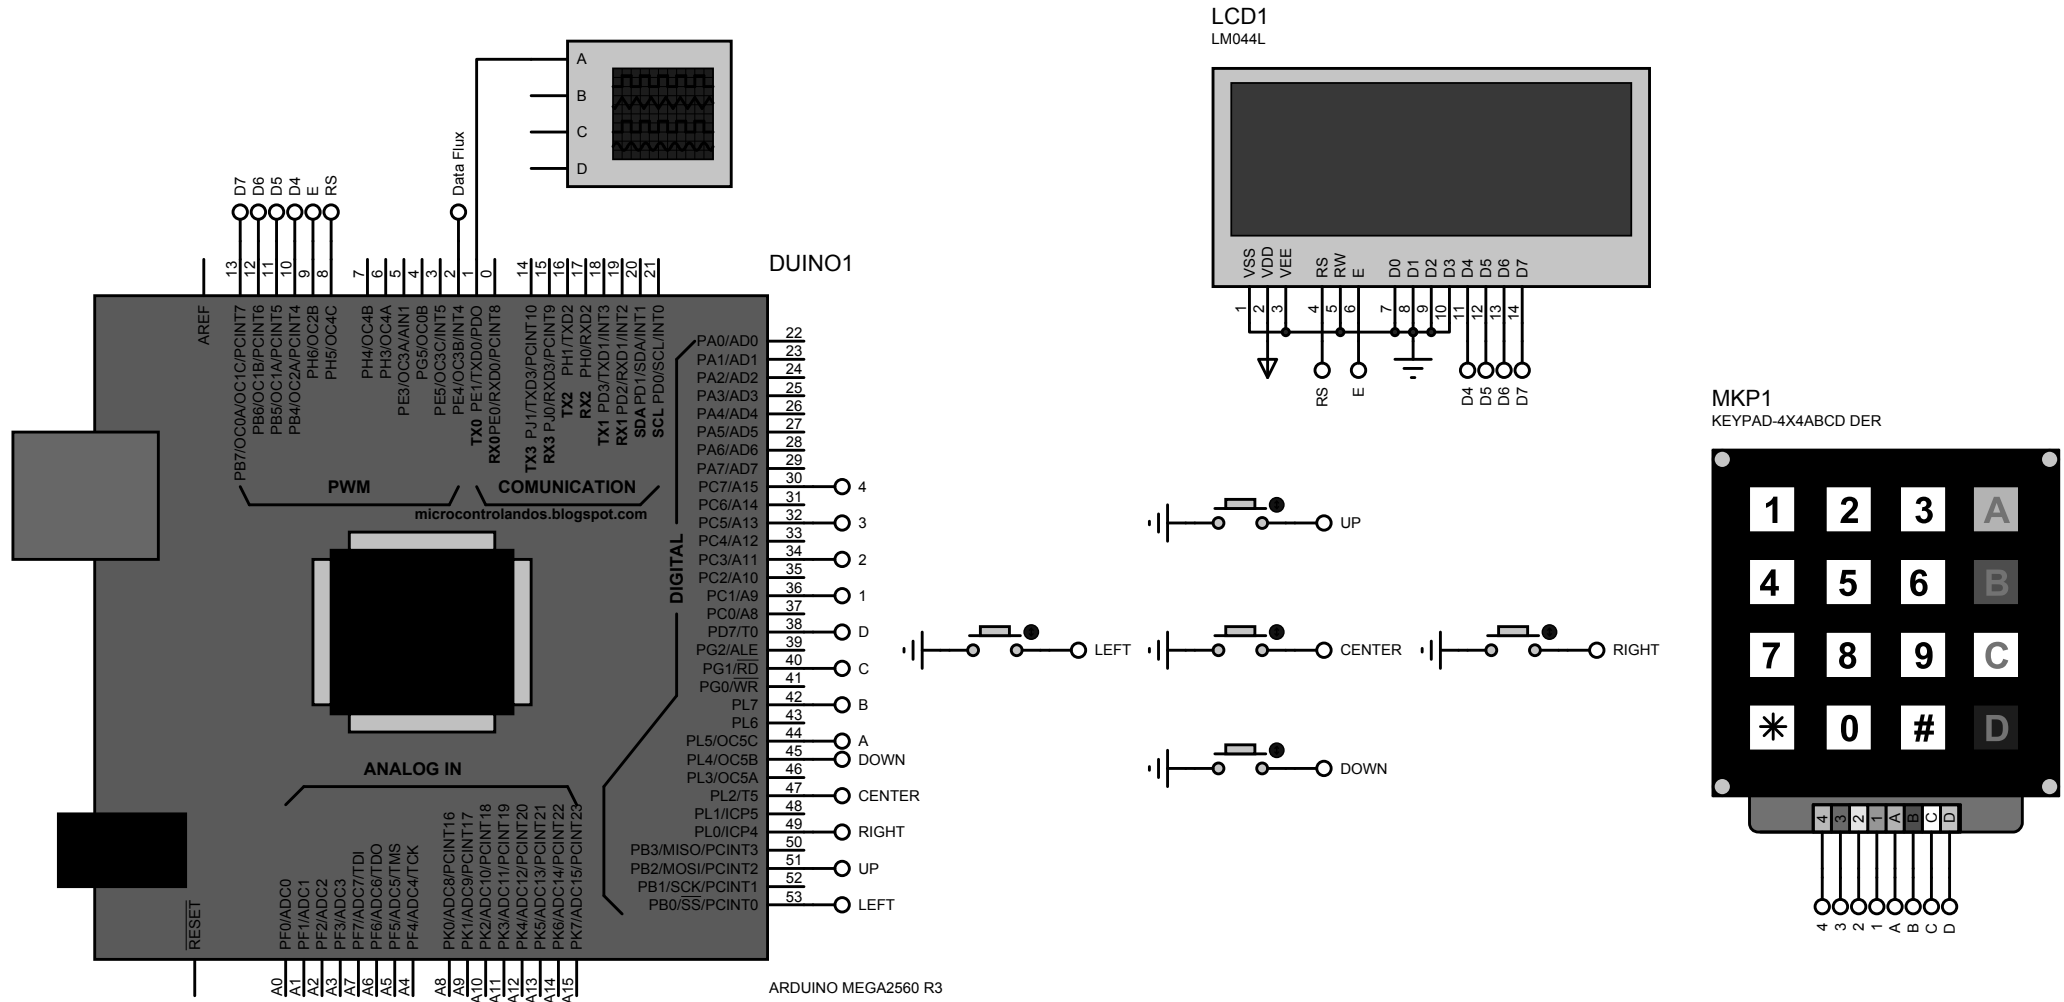 LCD1
LM044L
A
B
C
D
D7
D6
D5
D4
E
RS
Data Flux
DUINO1
AREF
13
12
11
10
9
8
7
6
5
4
3
2
1
0
14
15
16
17
18
19
20
21
PB7/OC0A/OC1C/PCINT7
PB6/OC1B/PCINT6
PB5/OC1A/PCINT5
PB4/OC2A/PCINT4
PH6/OC2B
PH5/OC4C
PH4/OC4B
PH3/OC4A
PE3/OC3A/AIN1
PG5/OC0B
PE5/OC3C/INT5
PE4/OC3B/INT4
TX0 PE1/TXD0/PDO
RX0 PE0/RXD0/PCINT8
TX3 PJ1/TXD3/PCINT10
RX3 PJ0/RXD3/PCINT9
TX2 PH1/TXD2
RX2 PH0/RXD2
TX1 PD3/TXD1/INT3
RX1 PD2/RXD1/INT2
SDA PD1/SDA/INT1
SCL PD0/SCL/INT0
PWM
COMUNICATION
microcontrolandos.blogspot.com
DIGITAL
ANALOG IN
PA0/AD0 22
PA1/AD1 23
PA2/AD2 24
PA3/AD3 25
PA4/AD4 26
PA5/AD5 27
PA6/AD6 28
PA7/AD7 29
PC7/A15 30 4
PC6/A14 31
PC5/A13 32 3
PC4/A12 33
PC3/A11 34 2
PC2/A10 35
PC1/A9 36 1
PC0/A8 37
PD7/T0 38 D
PG2/ALE 39
PG1/RD 40 C
PG0/WR 41
PL7 42 B
PL6 43
PL5/OC5C 44 A
PL4/OC5B 45 DOWN
PL3/OC5A 46
PL2/T5 47 CENTER
PL1/ICP5 48
PL0/ICP4 49 RIGHT
PB3/MISO/PCINT3 50
PB2/MOSI/PCINT2 51 UP
PB1/SCK/PCINT1 52
PB0/SS/PCINT0 53 LEFT
RESET
PF0/ADC0
PF1/ADC1
PF2/ADC2
PF3/ADC3
PF7/ADC7/TDI
PF6/ADC6/TDO
PF5/ADC5/TMS
PF4/ADC4/TCK
PK0/ADC8/PCINT16
PK1/ADC9/PCINT17
PK2/ADC10/PCINT18
PK3/ADC11/PCINT19
PK4/ADC12/PCINT20
PK5/ADC13/PCINT21
PK6/ADC14/PCINT22
PK7/ADC15/PCINT23
A0
A1
A2
A3
A7
A6
A5
A4
A8
A9
A10
A11
A12
A13
A14
A15
ARDUINO MEGA2560 R3
VSS
VDD
VEE
RS
RW
E
D0
D1
D2
D3
D4
D5
D6
D7
1
2
3
4
5
6
7
8
9
10
11
12
13
14
RS
E
D4
D5
D6
D7
UP
LEFT
CENTER
RIGHT
DOWN
MKP1
KEYPAD-4X4ABCD DER
1 2 3 A
4 5 6 B
7 8 9 C
* 0 # D
4 3 2 1 A B C D
4 3 2 1 A B C D